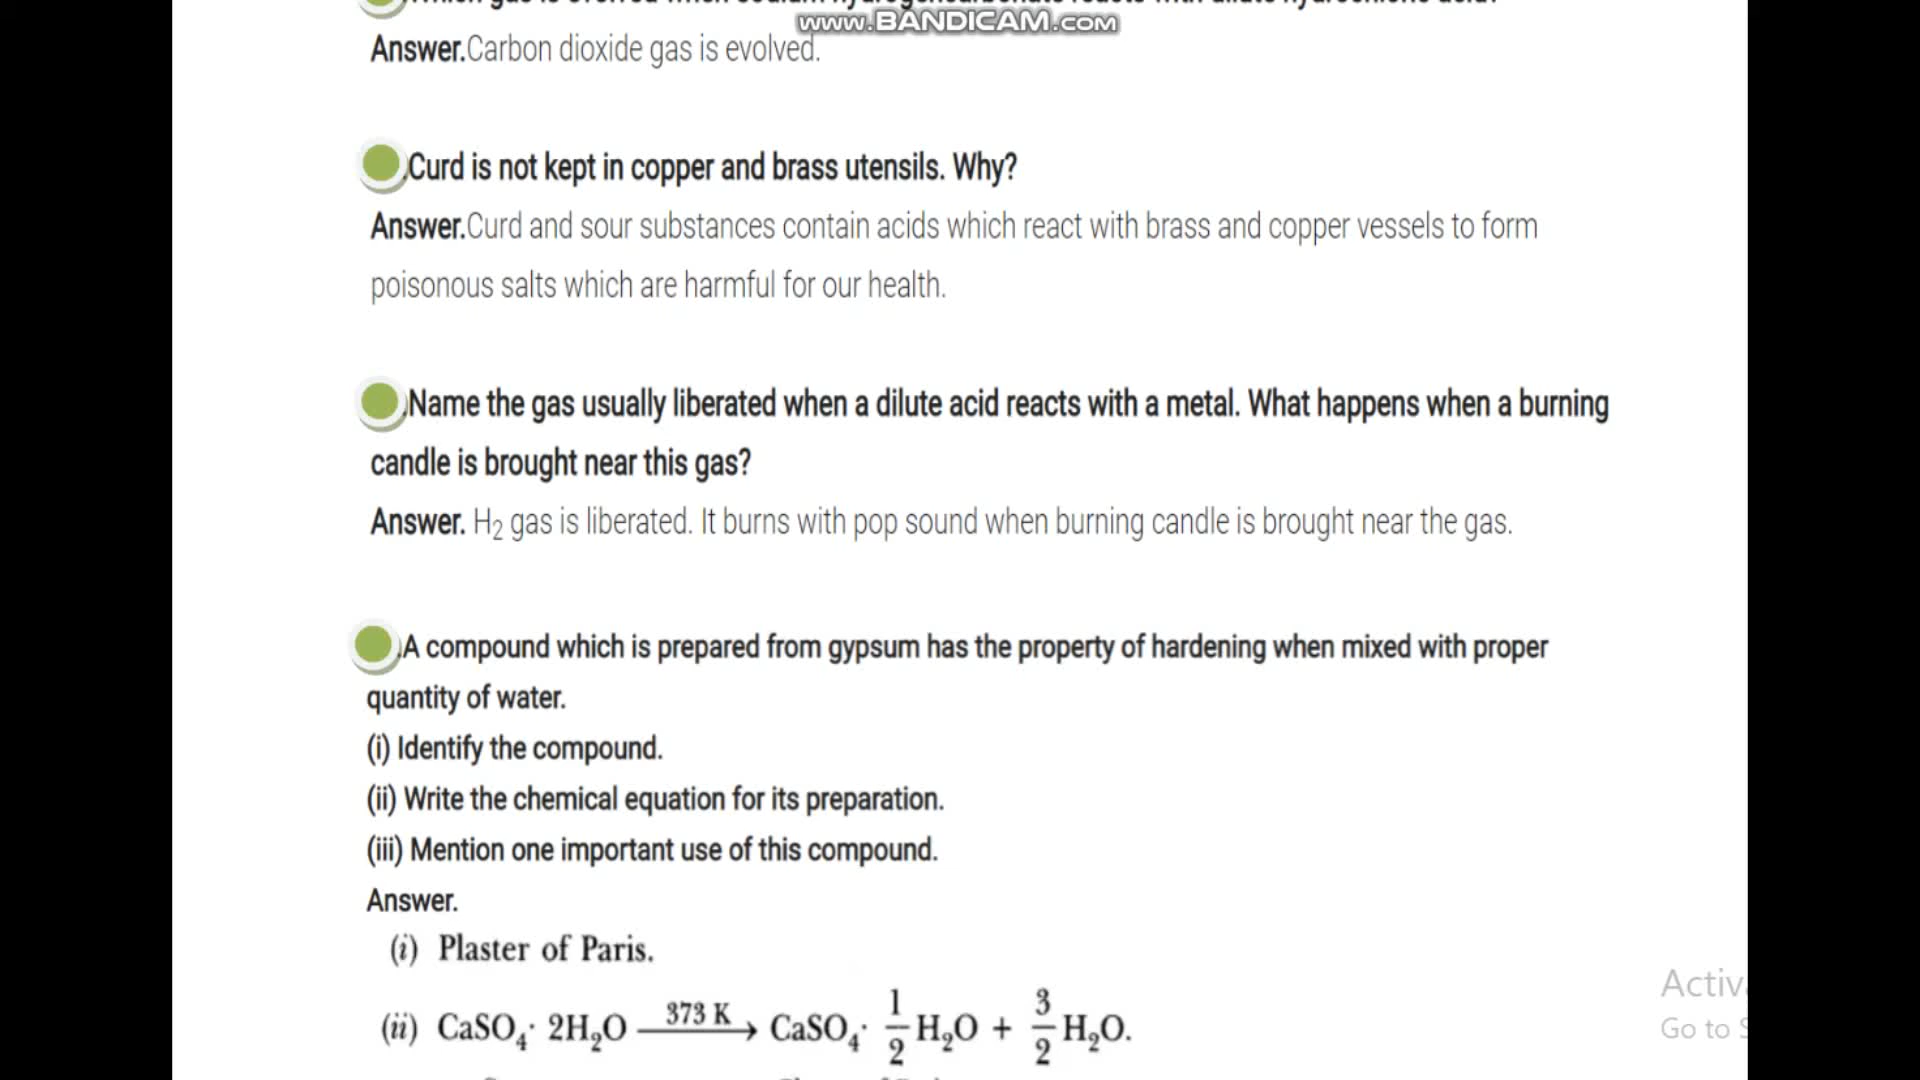 www.BANDICAM.com
Answer.Carbon dioxide gas is evolved.
.Curd is not kept in copper and brass utensils. Why?
Answer.Curd and sour substances contain acids which react with brass and copper vessels to form
poisonous salts which are harmful for our health.
.Name the gas usually liberated when a dilute acid reacts with a metal. What happens when a burning
candle is brought near this gas?
Answer. H₂ gas is liberated. It burns with pop sound when burning candle is brought near the gas.
.A compound which is prepared from gypsum has the property of hardening when mixed with proper
quantity of water.
(i) Identify the compound.
(ii) Write the chemical equation for its preparation.
(iii) Mention one important use of this compound.
Answer.
(i) Plaster of Paris.
(ii) CaSO₄· 2H₂O —373 K→ CaSO₄· 1/2 H₂O + 3/2 H₂O.
Activ
Go to S